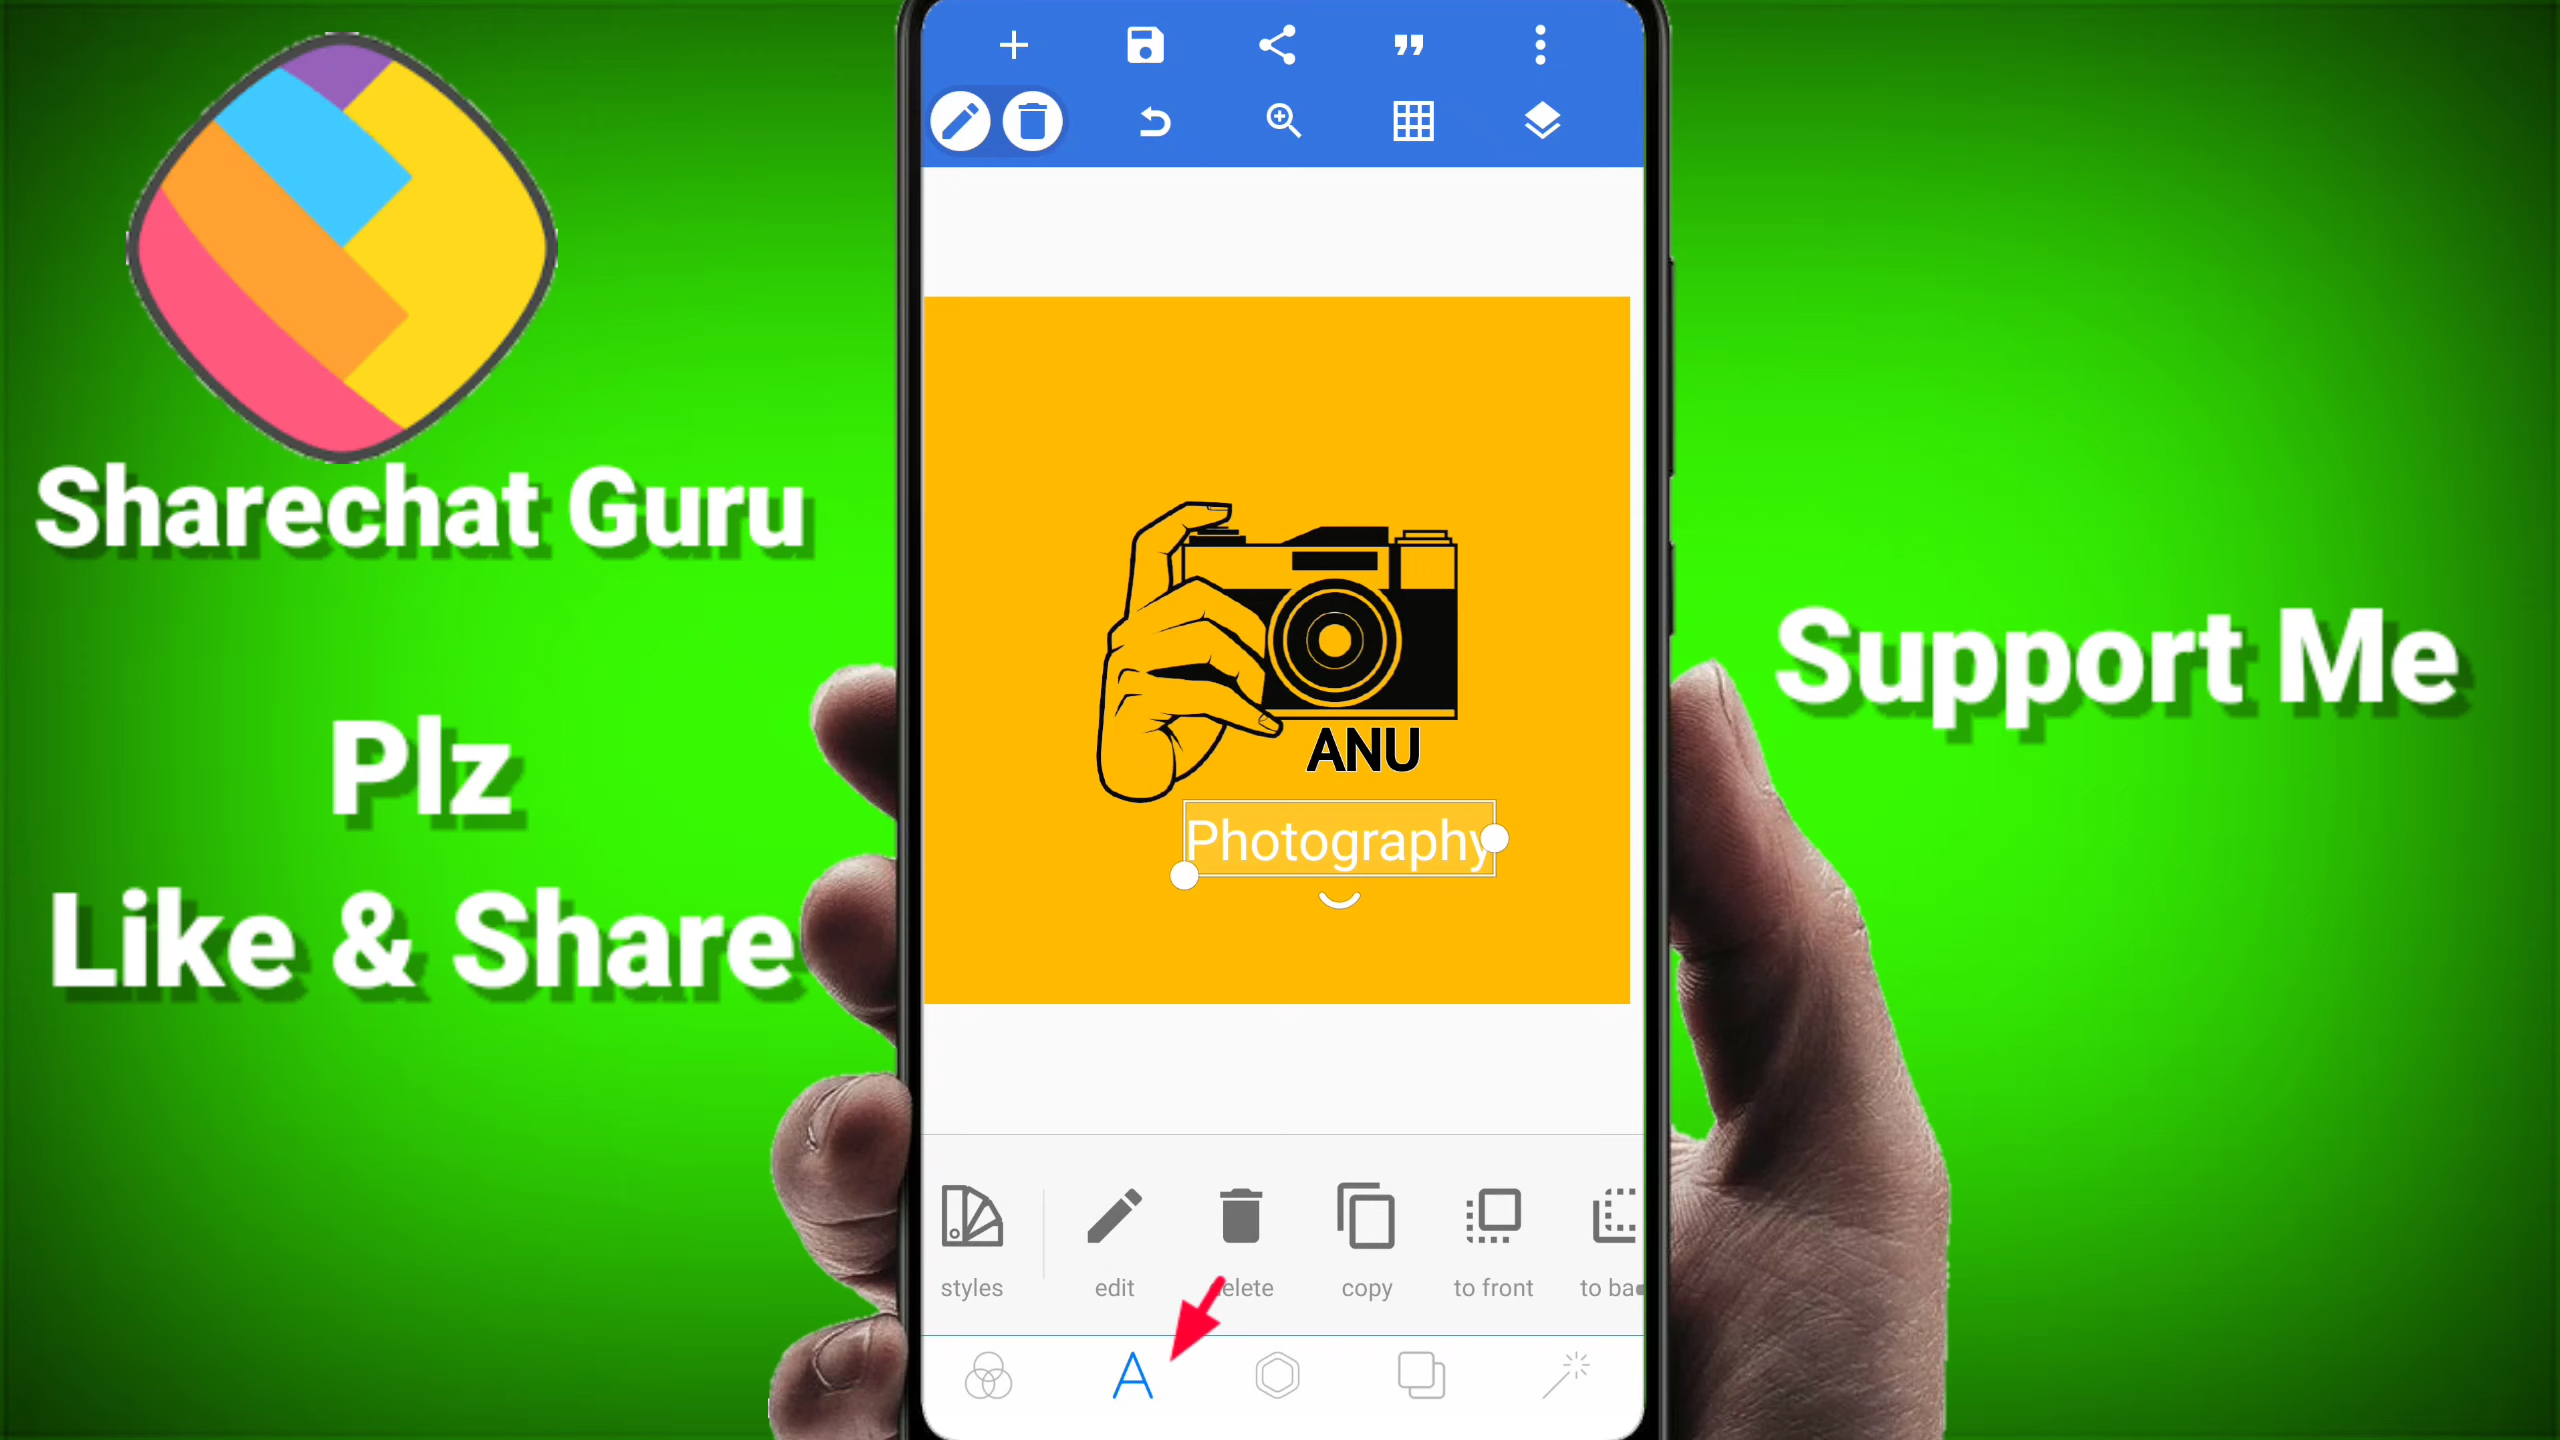 Sharechat Guru
Plz
Like & Share
Support Me
ANU
Photography
styles
edit
elete
copy
to front
to ba
A